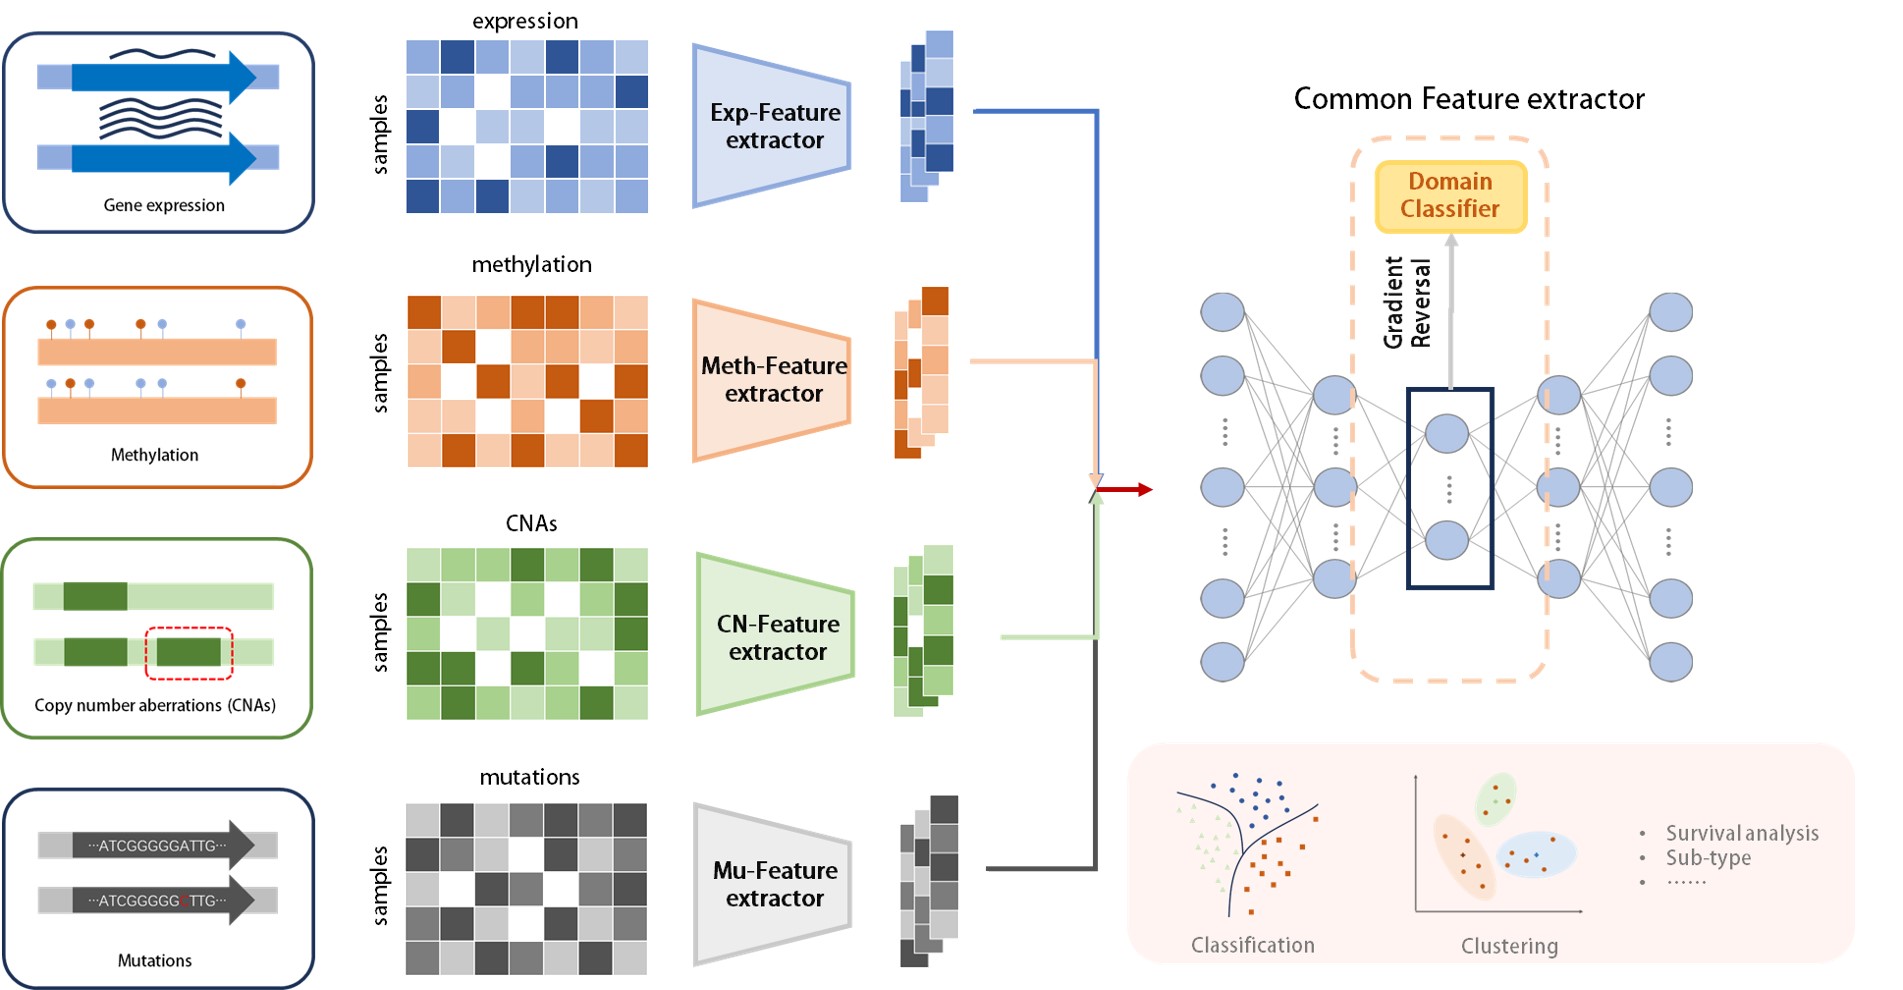 expression
samples
Gene expression
Exp-Feature
extractor
methylation
samples
Methylation
Meth-Feature
extractor
CNAs
samples
Copy number aberrations (CNAs)
CN-Feature
extractor
mutations
samples
···ATCGGGGGATTG···
···ATCGGGGGCTTG···
Mutations
Mu-Feature
extractor
Common Feature extractor
Domain
Classifier
Gradient
Reversal
Classification
Clustering
• Survival analysis
• Sub-type
• ······